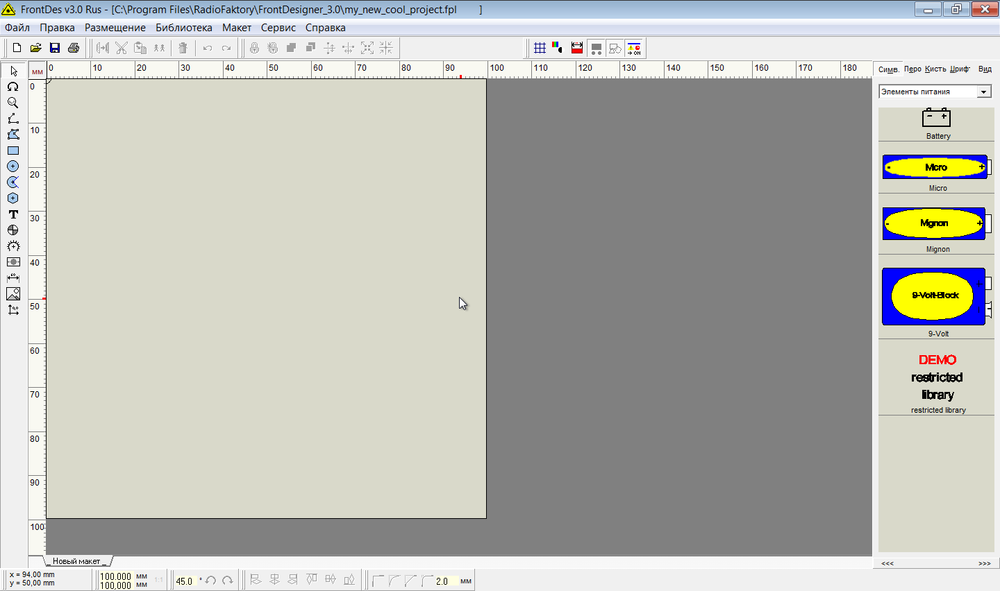 FrontDes v3.0 Rus - [C:\Program Files\RadioFaktory\FrontDesigner_3.0\my_new_cool_project.fpl ]
Файл Правка Размещение Библиотека Макет Сервис Справка
ON
мм 0 10 20 30 40 50 60 70 80 90 100 110 120 130 140 150 160 170 180
Симв. Перо Кисть Шриф Вид
Элементы питания
0
10
20
30
40
50
60
70
80
90
100
Battery
- Micro +
Micro
- Mignon +
Mignon
9-Volt-Block
9-Volt
DEMO
restricted
library
restricted library
<<< >>>
_ Новый макет _
x = 94,00 mm
y = 50,00 mm
100.000 мм
100,000 мм
1:1
45.0 °
2.0 мм